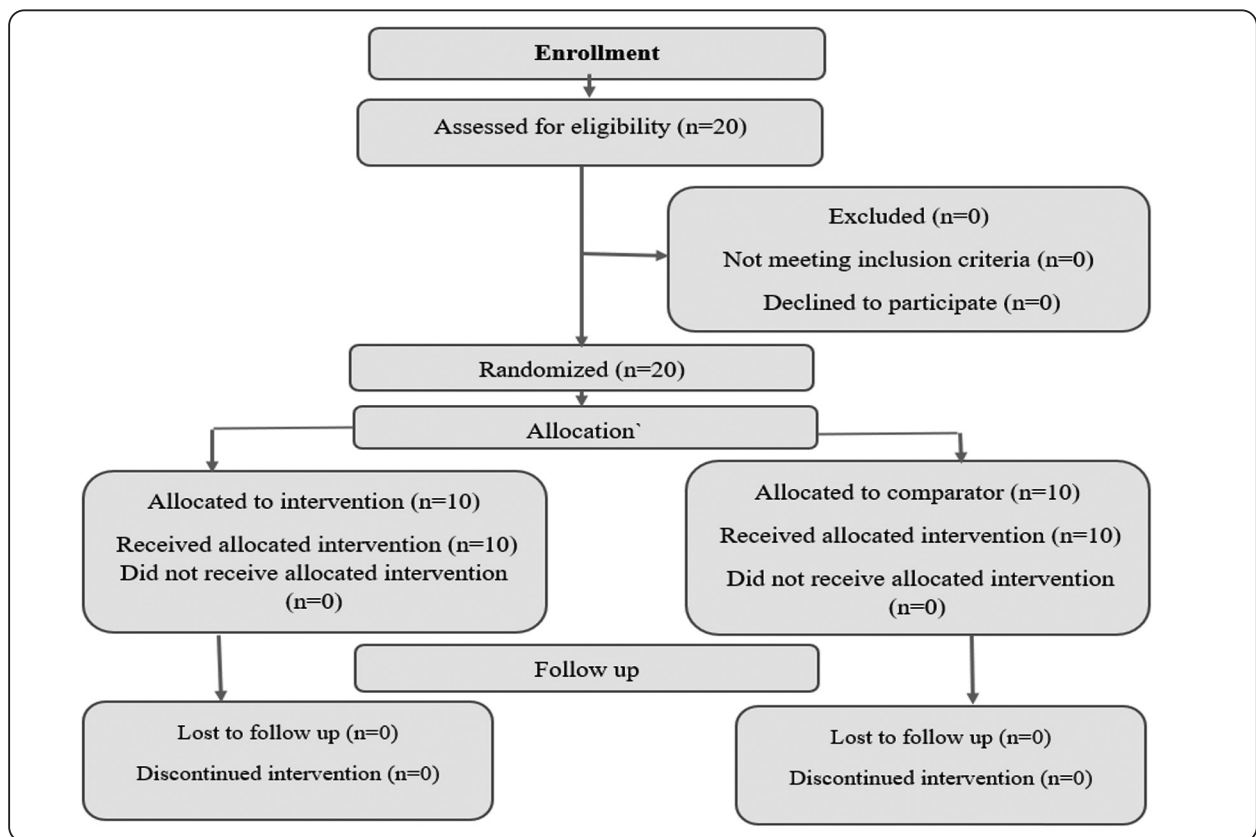 Enrollment
Assessed for eligibility (n=20)
Excluded (n=0)
Not meeting inclusion criteria (n=0)
Declined to participate (n=0)
Randomized (n=20)
Allocation`
Allocated to intervention (n=10)
Received allocated intervention (n=10)
Did not receive allocated intervention
(n=0)
Allocated to comparator (n=10)
Received allocated intervention (n=10)
Did not receive allocated intervention
(n=0)
Follow up
Lost to follow up (n=0)
Discontinued intervention (n=0)
Lost to follow up (n=0)
Discontinued intervention (n=0)